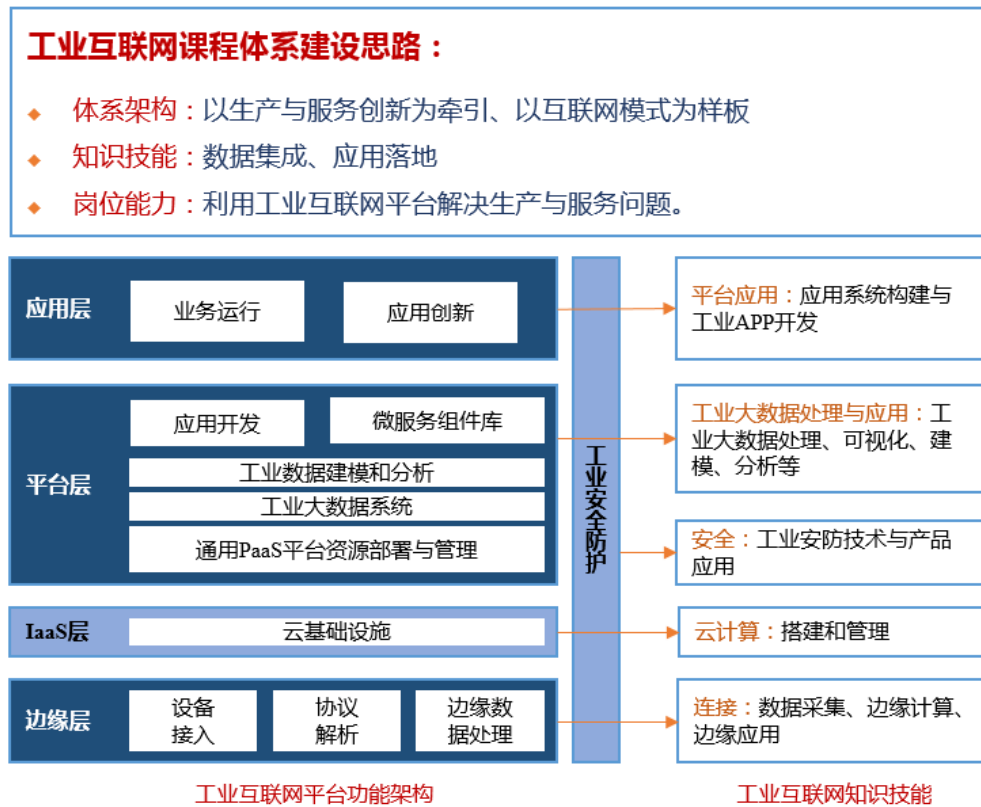 工业互联网课程体系建设思路：
体系架构：以生产与服务创新为牵引、以互联网模式为样板
知识技能：数据集成、应用落地
岗位能力：利用工业互联网平台解决生产与服务问题。
应用层
业务运行
应用创新
平台应用：应用系统构建与
工业APP开发
平台层
应用开发
微服务组件库
工业数据建模和分析
工业大数据系统
通用PaaS平台资源部署与管理
工业大数据处理与应用：工
业大数据处理、可视化、建
模、分析等
工业安全防护
安全：工业安防技术与产品
应用
IaaS层
云基础设施
云计算：搭建和管理
边缘层
设备
接入
协议
解析
边缘数
据处理
连接：数据采集、边缘计算、
边缘应用
工业互联网平台功能架构
工业互联网知识技能